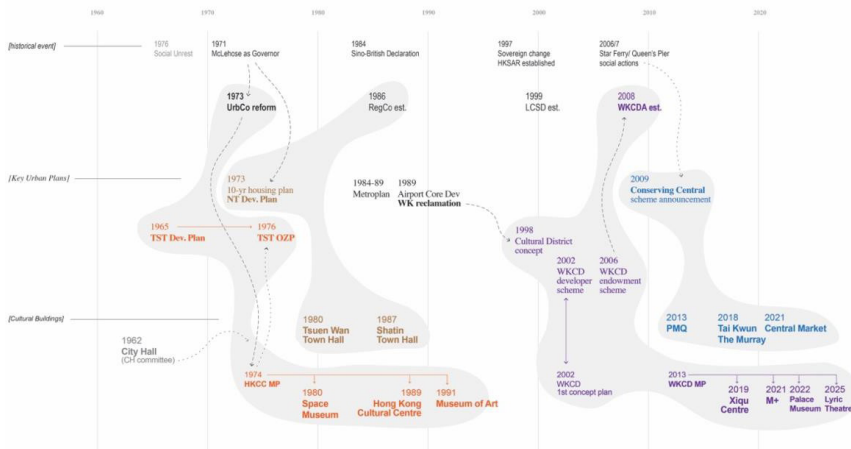 1960
1970
1980
1990
2000
2010
2020
[historical event]
1976
Social Unrest
1971
McLehose as Governor
1984
Sino-British Declaration
1997
Sovereign change
HKSAR established
2006/7
Star Ferry/ Queen's Pier
social actions
1973
UrbCo reform
1986
RegCo est.
1999
LCSD est.
2008
WKCDA est.
[Key Urban Plans]
1973
10-yr housing plan
NT Dev. Plan
1984-89
Metroplan
1989
Airport Core Dev
WK reclamation
2009
Conserving Central
scheme announcement
1965
TST Dev. Plan
1976
TST OZP
1998
Cultural District
concept
2002
WKCD
developer
scheme
2006
WKCD
endowment
scheme
[Cultural Buildings]
1962
City Hall
(CH committee)
1980
Tsuen Wan
Town Hall
1987
Shatin
Town Hall
2013
PMQ
2018
Tai Kwun
The Murray
2021
Central Market
1974
HKCC MP
1980
Space
Museum
1989
Hong Kong
Cultural Centre
1991
Museum of Art
2002
WKCD
1st concept plan
2013
WKCD MP
2019
Xiqu
Centre
2021
M+
2022
Palace
Museum
2025
Lyric
Theatre